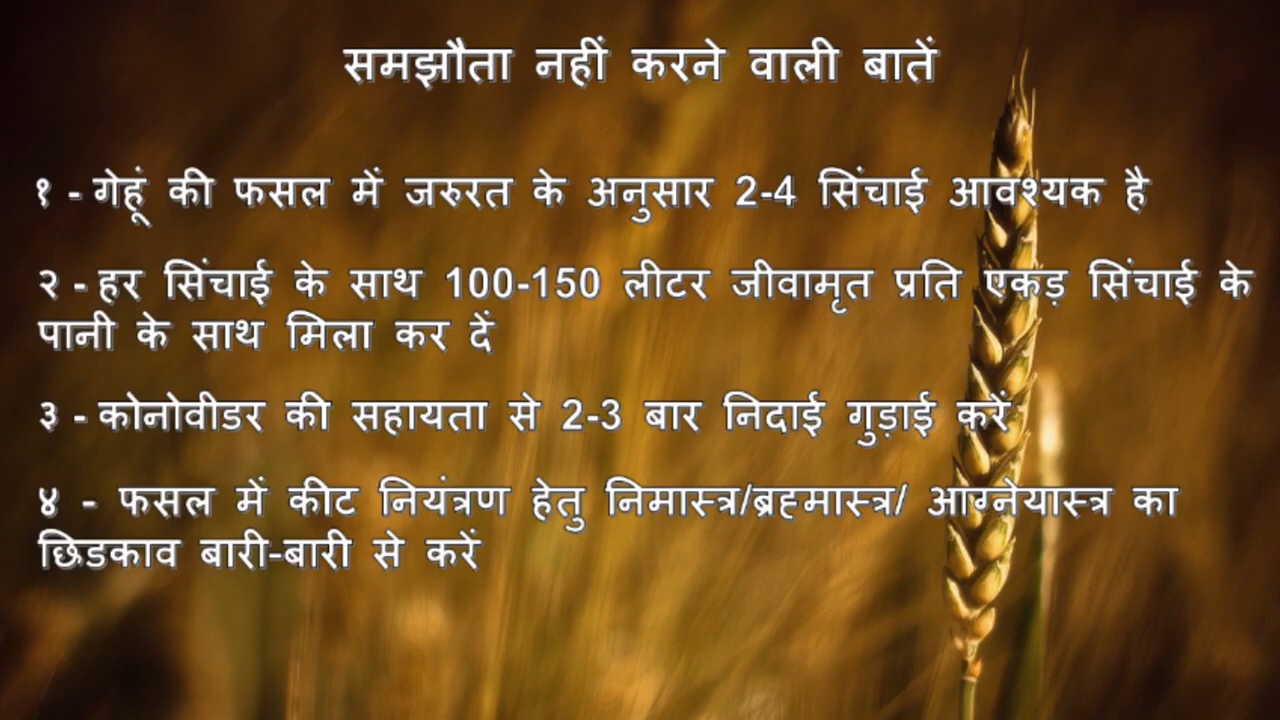 समझौता नहीं करने वाली बातें
१ - गेहूं की फसल में जरुरत के अनुसार 2-4 सिंचाई आवश्यक है
२ - हर सिंचाई के साथ 100-150 लीटर जीवामृत प्रति एकड़ सिंचाई के
पानी के साथ मिला कर दें
३ - कोनोवीडर की सहायता से 2-3 बार निदाई गुड़ाई करें
४ - फसल में कीट नियंत्रण हेतु निमास्त्र/ब्रह्मास्त्र/ आग्नेयास्त्र का
छिडकाव बारी-बारी से करें